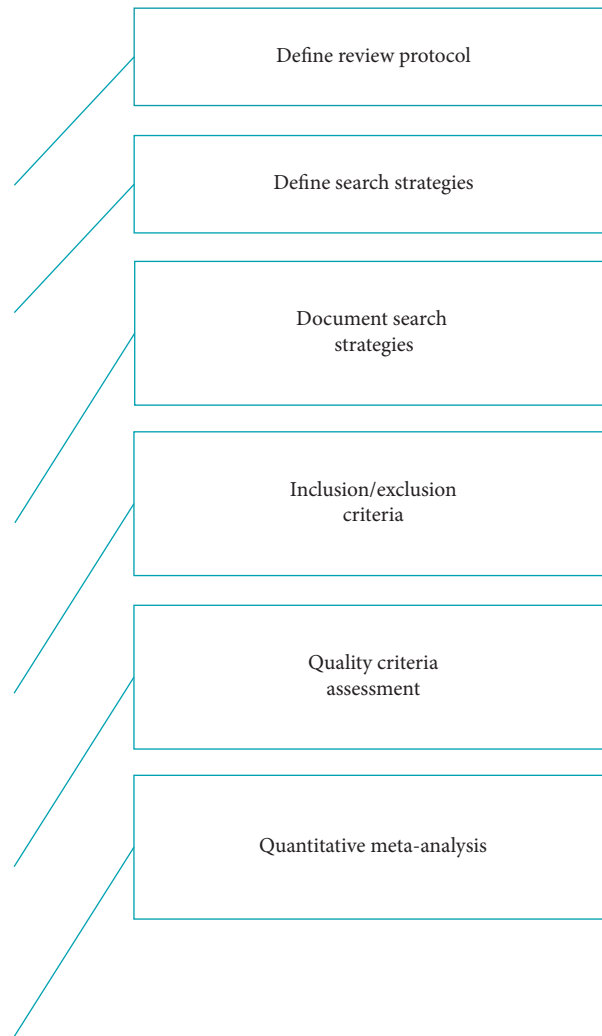 Define review protocol
Define search strategies
Document search
strategies
Inclusion/exclusion
criteria
Quality criteria
assessment
Quantitative meta-analysis